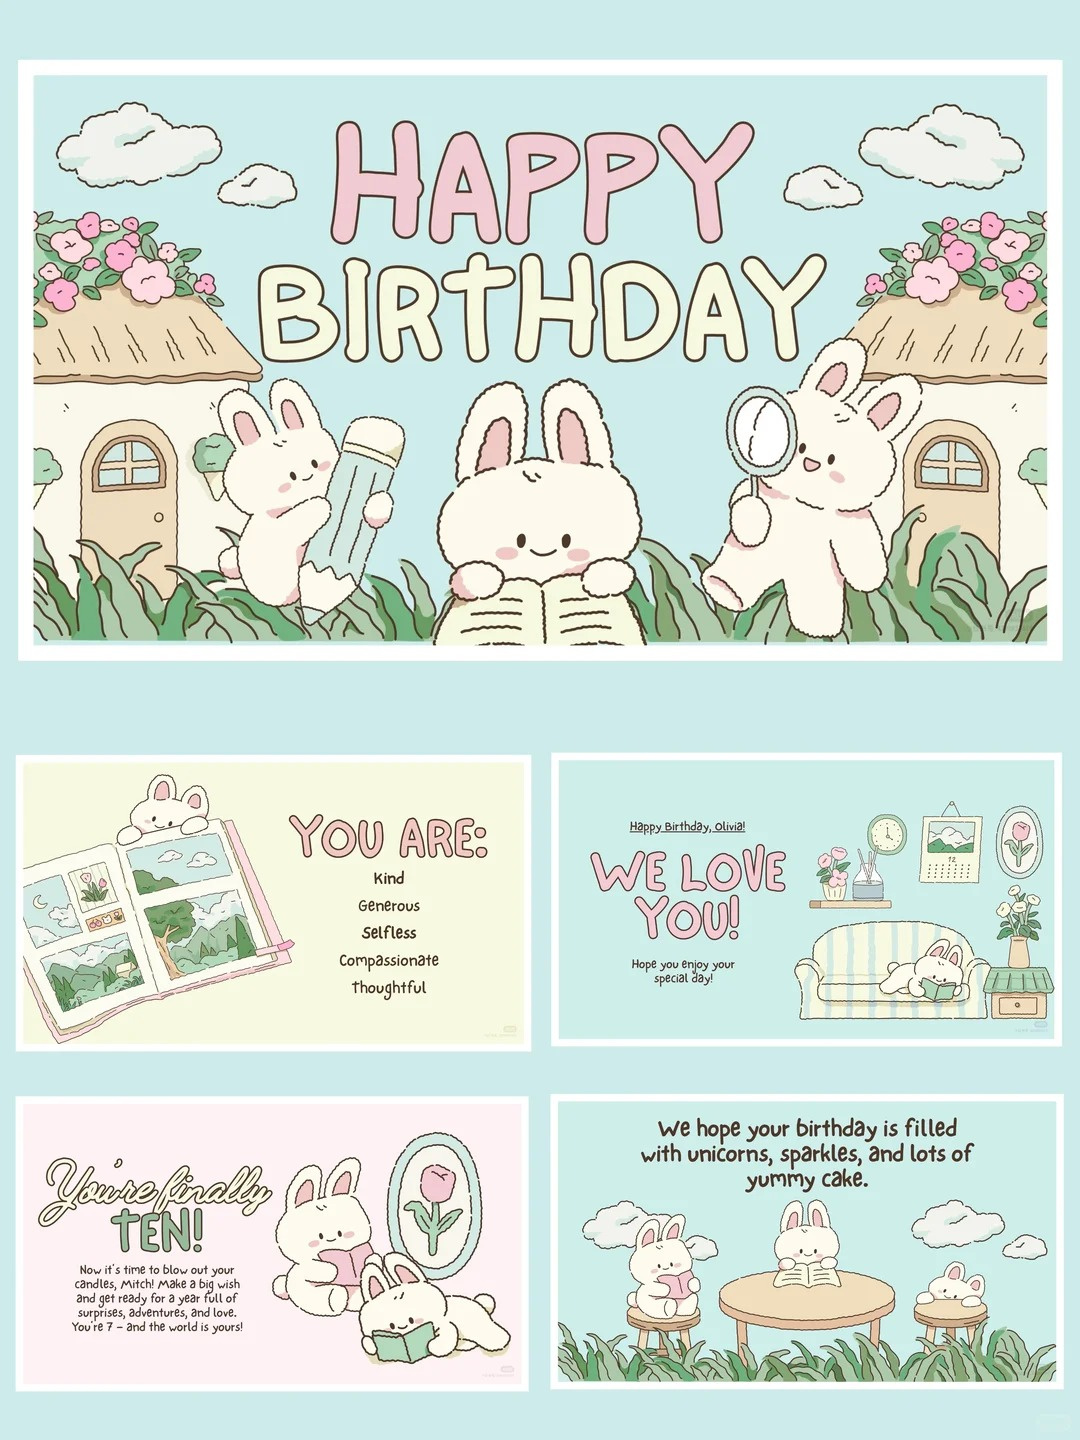 HAPPY
BIRTHDAY
YOU ARE:
Kind
Generous
Selfless
Compassionate
Thoughtful
Happy Birthday, Olivia!
WE LOVE
YOU!
Hope you enjoy your
special day!
12
You're finally
TEN!
Now it's time to blow out your
candles, Mitch! Make a big wish
and get ready for a year full of
surprises, adventures, and love.
You're 7 – and the world is yours!
We hope your birthday is filled
with unicorns, sparkles, and lots of
yummy cake.